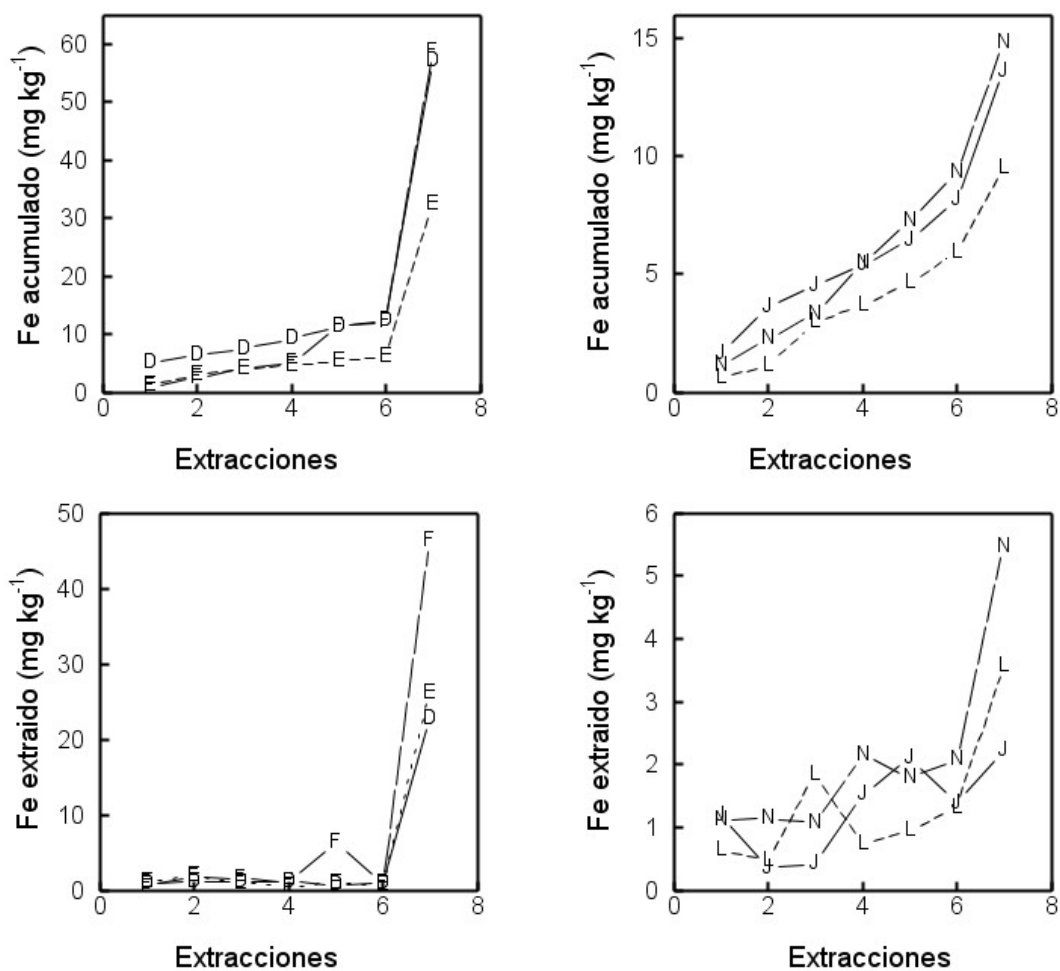 Fe acumulado (mg kg⁻¹)
60
50
40
30
20
10
0
0 2 4 6 8
Extracciones
D D D D D
F
D
E
E
Fe acumulado (mg kg⁻¹)
15
10
5
0
0 2 4 6 8
Extracciones
N N N N N N N
J J J J J J J
L L L L L L L
Fe extraido (mg kg⁻¹)
50
40
30
20
10
0
0 2 4 6 8
Extracciones
F
F
E
D
Fe extraido (mg kg⁻¹)
6
5
4
3
2
1
0
0 2 4 6 8
Extracciones
N N N N N N N
J J J J J J J
L L L L L L L